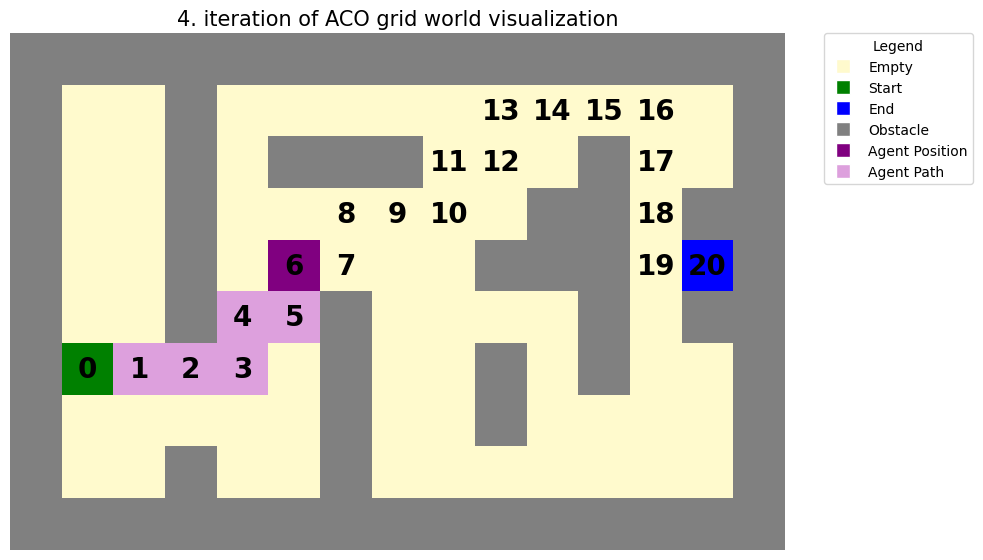 4. iteration of ACO grid world visualization
Legend
Empty
Start
End
Obstacle
Agent Position
Agent Path
13 14 15 16
11 12 17
8 9 10 18
6 7 19 20
4 5
0 1 2 3